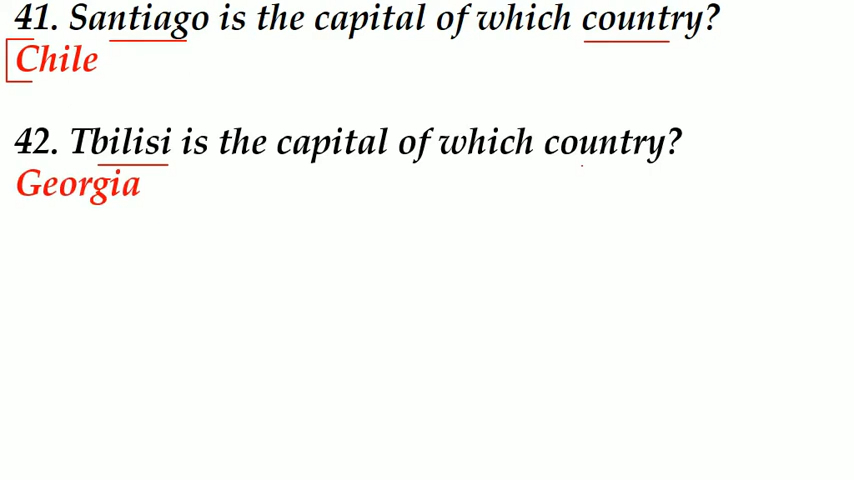 41. Santiago is the capital of which country?
Chile
42. Tbilisi is the capital of which country?
Georgia